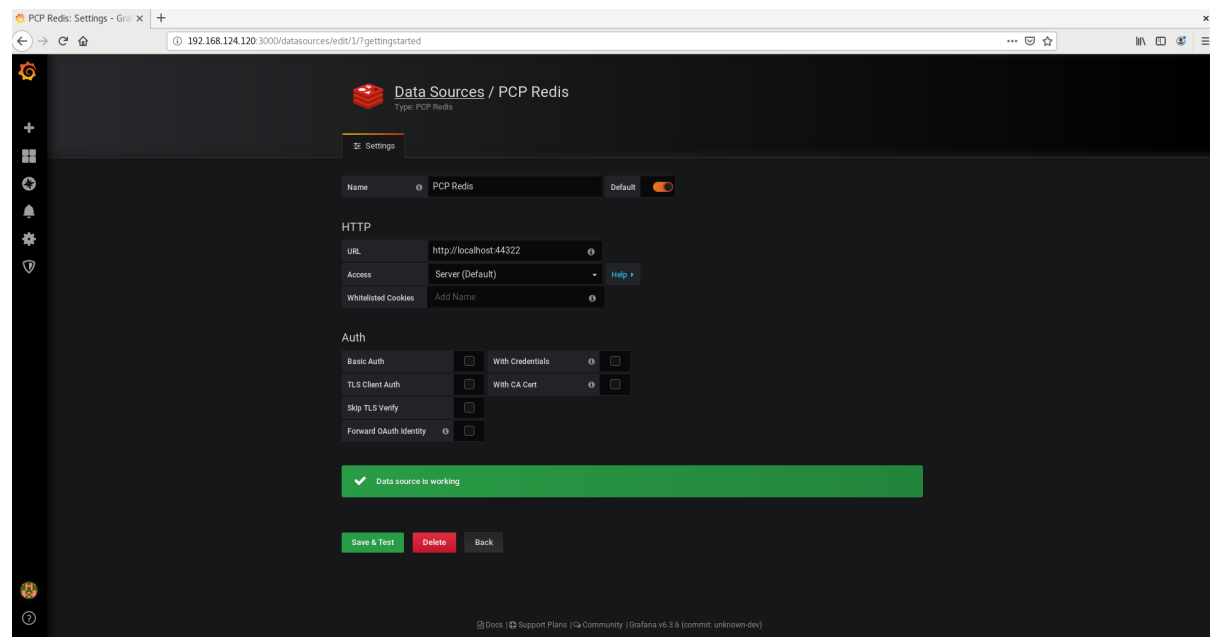 PCP Redis: Settings - Gra
192.168.124.120:3000/datasources/edit/1/?gettingstarted
Data Sources / PCP Redis
Type: PCP Redis
Settings
Name PCP Redis Default
HTTP
URL http://localhost:44322
Access Server (Default) Help
Whitelisted Cookies Add Name
Auth
Basic Auth With Credentials
TLS Client Auth With CA Cert
Skip TLS Verify
Forward OAuth Identity
Data source is working
Save & Test Delete Back
Docs | Support Plans | Community | Grafana v6.3.6 (commit: unknown-dev)